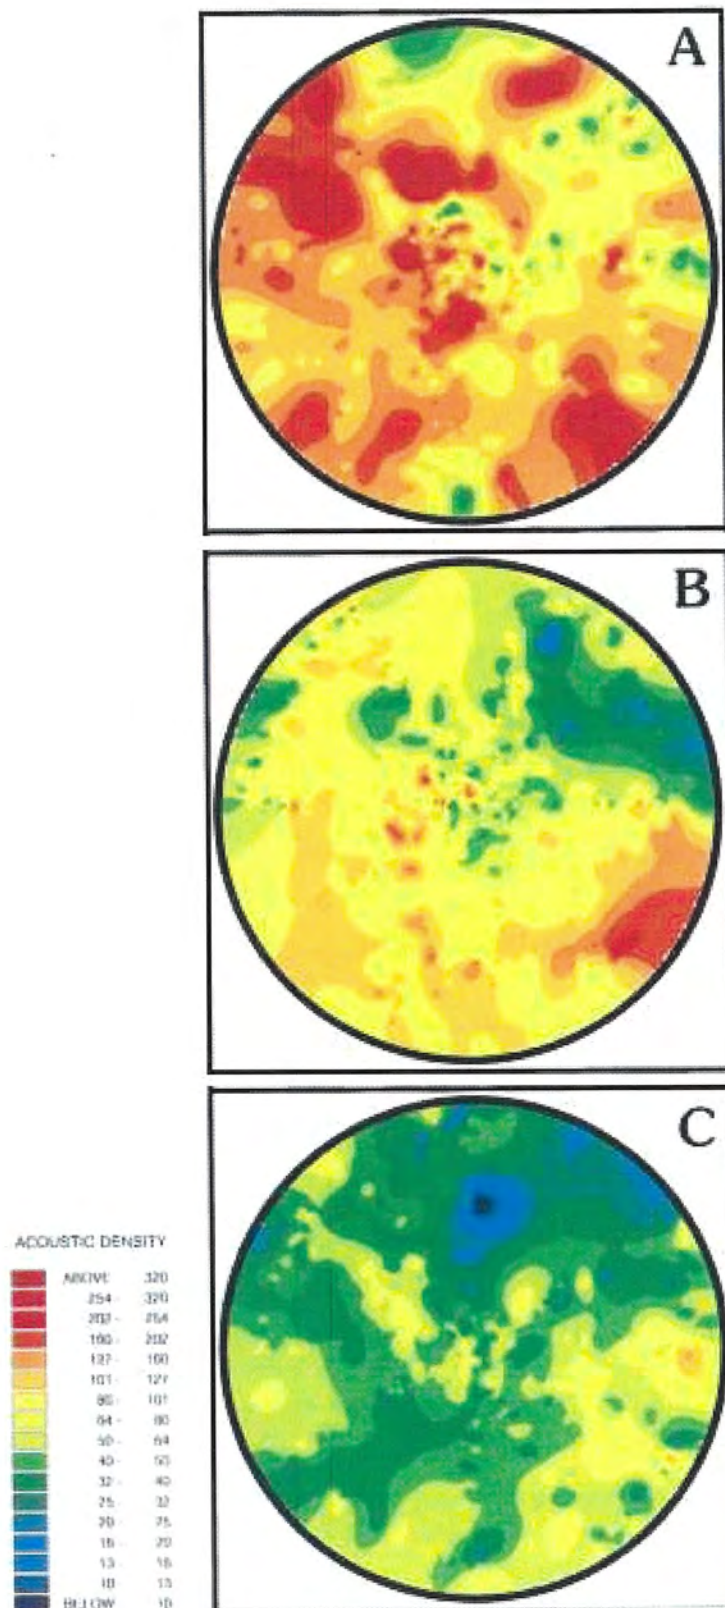 A
B
C
ACOUSTIC DENSITY
ABOVE 320
254 - 320
202 - 254
160 - 202
127 - 160
101 - 127
80 - 101
64 - 80
50 - 64
40 - 50
32 - 40
25 - 32
20 - 25
16 - 20
13 - 16
10 - 13
BELOW 10